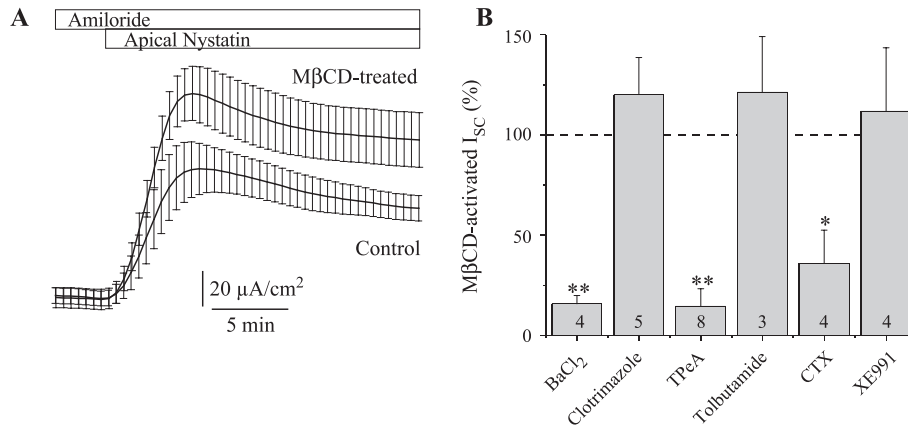 A
Amiloride
Apical Nystatin
MβCD-treated
Control
20 µA/cm²
5 min
B
MβCD-activated I_SC (%)
150
100
50
0
** ** *
4 5 8 3 4 4
BaCl₂ Clotrimazole TPeA Tolbutamide CTX XE991